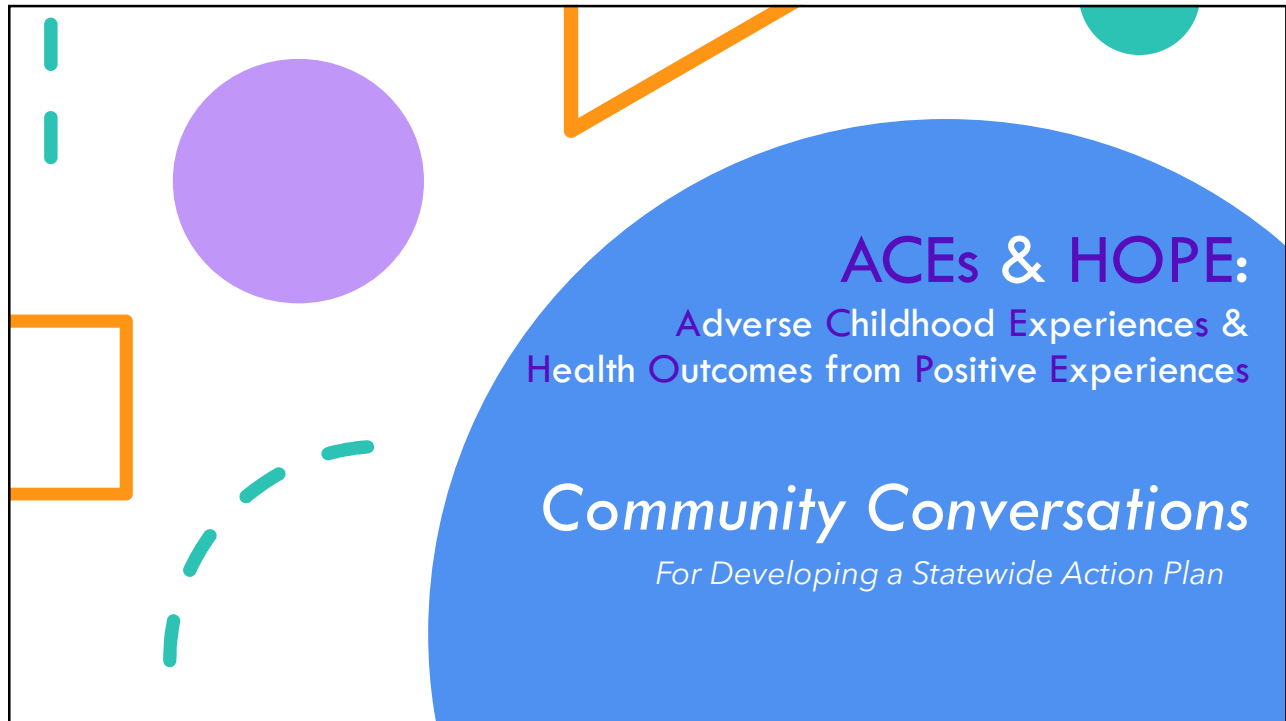 ACEs & HOPE:
Adverse Childhood Experiences &
Health Outcomes from Positive Experiences
Community Conversations
For Developing a Statewide Action Plan